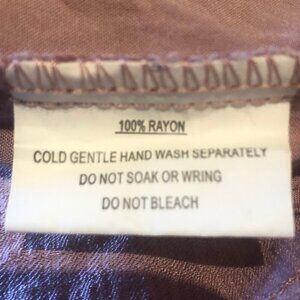 100% RAYON
COLD GENTLE HAND WASH SEPARATELY
DO NOT SOAK OR WRING
DO NOT BLEACH